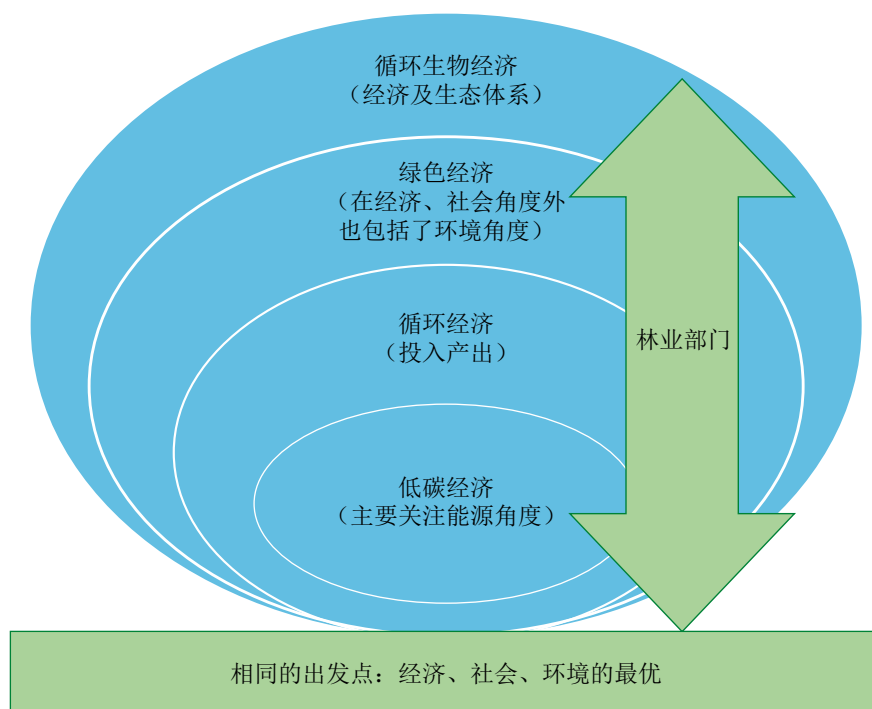 循环生物经济
（经济及生态体系）
绿色经济
（在经济、社会角度外
也包括了环境角度）
循环经济
（投入产出）
林业部门
低碳经济
（主要关注能源角度）
相同的出发点：经济、社会、环境的最优